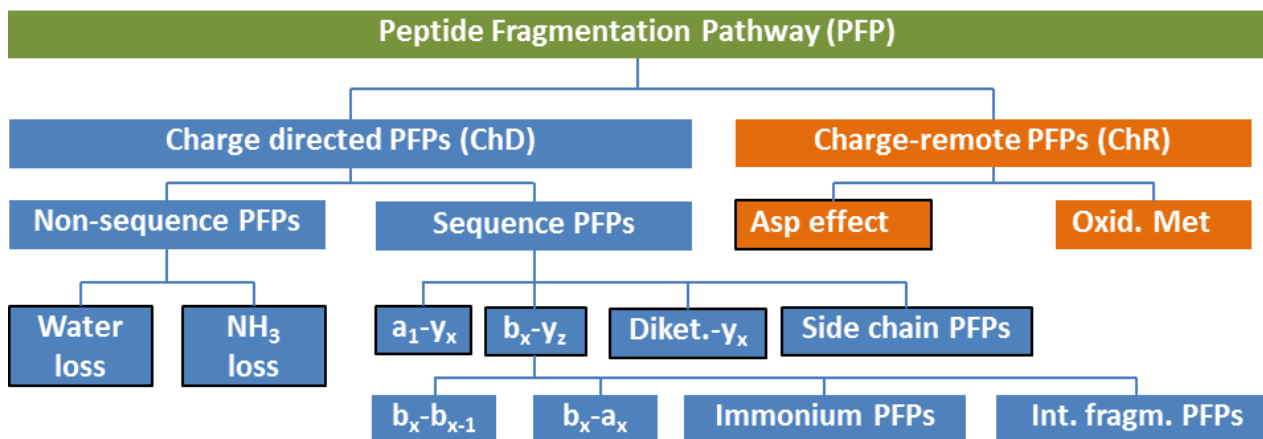 Peptide Fragmentation Pathway (PFP)
Charge directed PFPs (ChD)
Charge-remote PFPs (ChR)
Non-sequence PFPs
Sequence PFPs
Asp effect
Oxid. Met
Water
loss
NH₃
loss
a₁-yₓ
bₓ-y_z
Diket.-yₓ
Side chain PFPs
bₓ-bₓ₋₁
bₓ-aₓ
Immonium PFPs
Int. fragm. PFPs